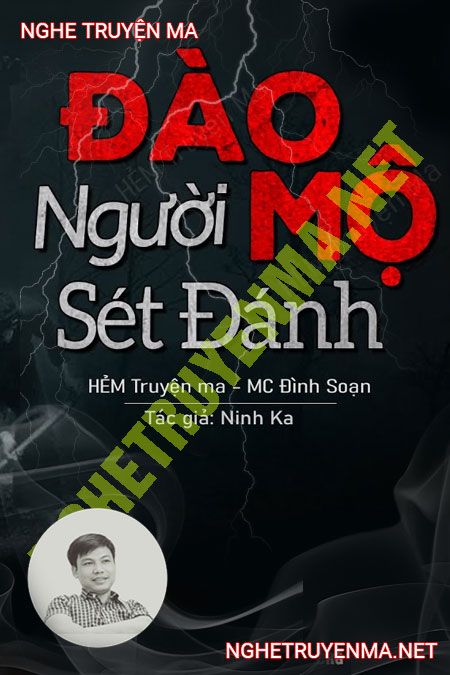 NGHE TRUYỆN MA
ĐÀO
Người MỘ
Sét Đánh
HẺM Truyện ma - MC Đình Soạn
Tác giả: Ninh Ka
NGHETRUYENMA.NET
NGHETRUYENMA.NET